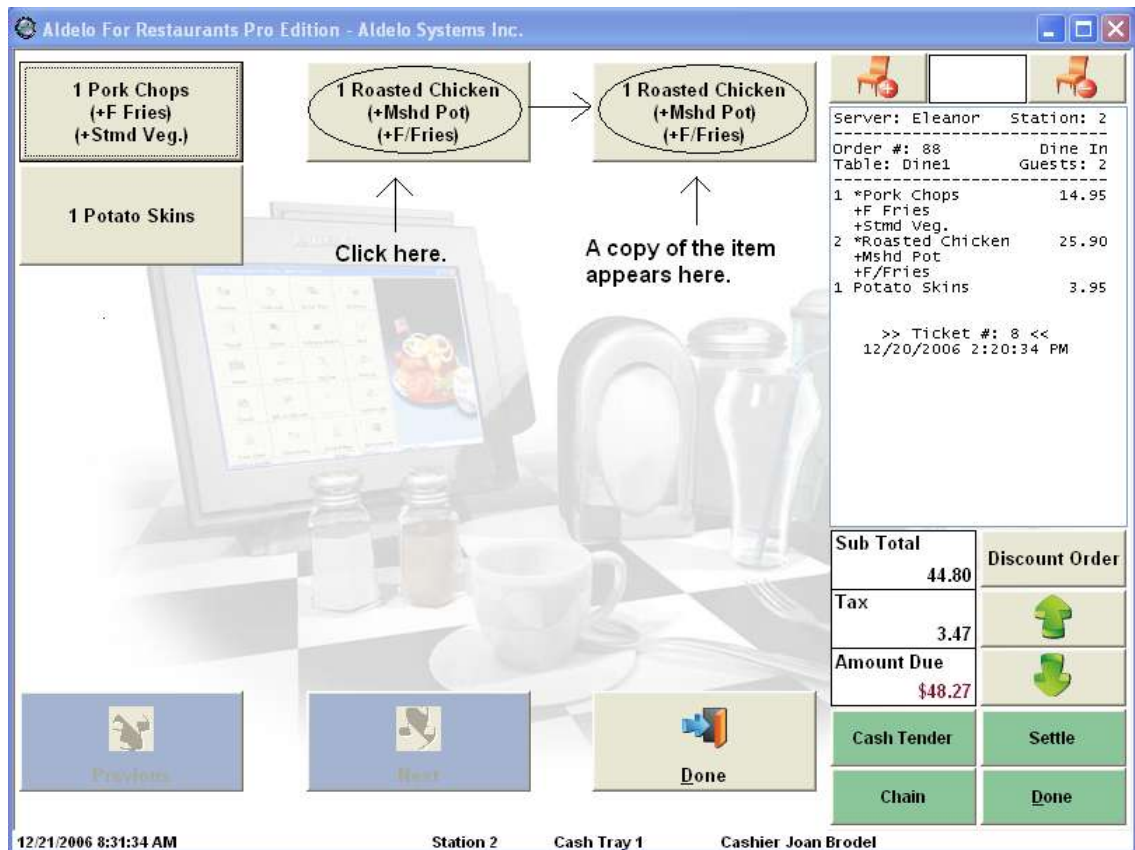 Aldelo For Restaurants Pro Edition - Aldelo Systems Inc.
1 Pork Chops
(+F Fries)
(+Stmd Veg.)
1 Roasted Chicken
(+Mshd Pot)
(+F/Fries)
1 Roasted Chicken
(+Mshd Pot)
(+F/Fries)
1 Potato Skins
Click here.
A copy of the item
appears here.
Server: Eleanor Station: 2
Order #: 88 Dine In
Table: Dine1 Guests: 2
1 *Pork Chops 14.95
+F Fries
+Stmd Veg.
2 *Roasted Chicken 25.90
+Mshd Pot
+F/Fries
1 Potato Skins 3.95
>> Ticket #: 8 <<
12/20/2006 2:20:34 PM
Sub Total
44.80
Discount Order
Tax
3.47
Amount Due
$48.27
Previous
Next
Done
Cash Tender
Settle
Chain
Done
12/21/2006 8:31:34 AM Station 2 Cash Tray 1 Cashier Joan Brodel